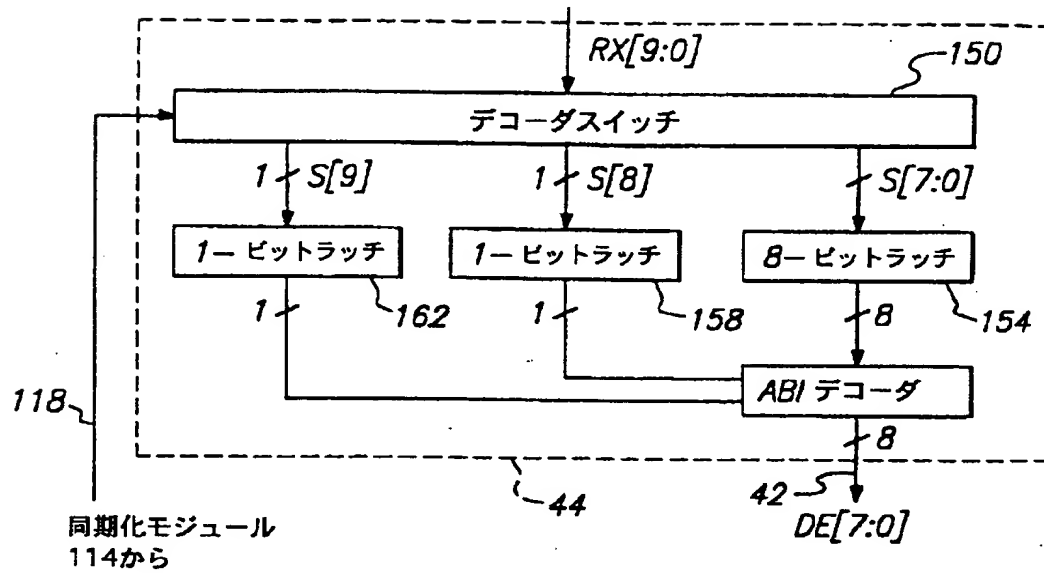 RX[9:0]
150
デコーダスイッチ
1 S[9]
1 S[8]
S[7:0]
1-ビットラッチ
1-ビットラッチ
8-ビットラッチ
1
162
1
158
8
154
118
ABI デコーダ
8
44
42
DE[7:0]
同期化モジュール
114から